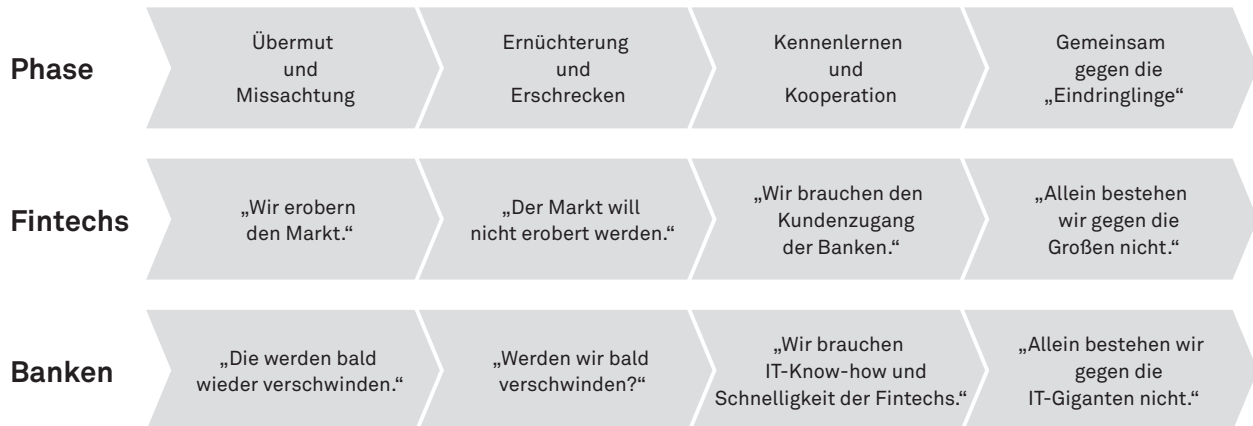 Phase
Übermut
und
Missachtung
Ernüchterung
und
Erschrecken
Kennenlernen
und
Kooperation
Gemeinsam
gegen die
„Eindringlinge“
Fintechs
„Wir erobern
den Markt.“
„Der Markt will
nicht erobert werden.“
„Wir brauchen den
Kundenzugang
der Banken.“
„Allein bestehen
wir gegen die
Großen nicht.“
Banken
„Die werden bald
wieder verschwinden.“
„Werden wir bald
verschwinden?“
„Wir brauchen
IT-Know-how und
Schnelligkeit der Fintechs.“
„Allein bestehen wir
gegen die
IT-Giganten nicht.“